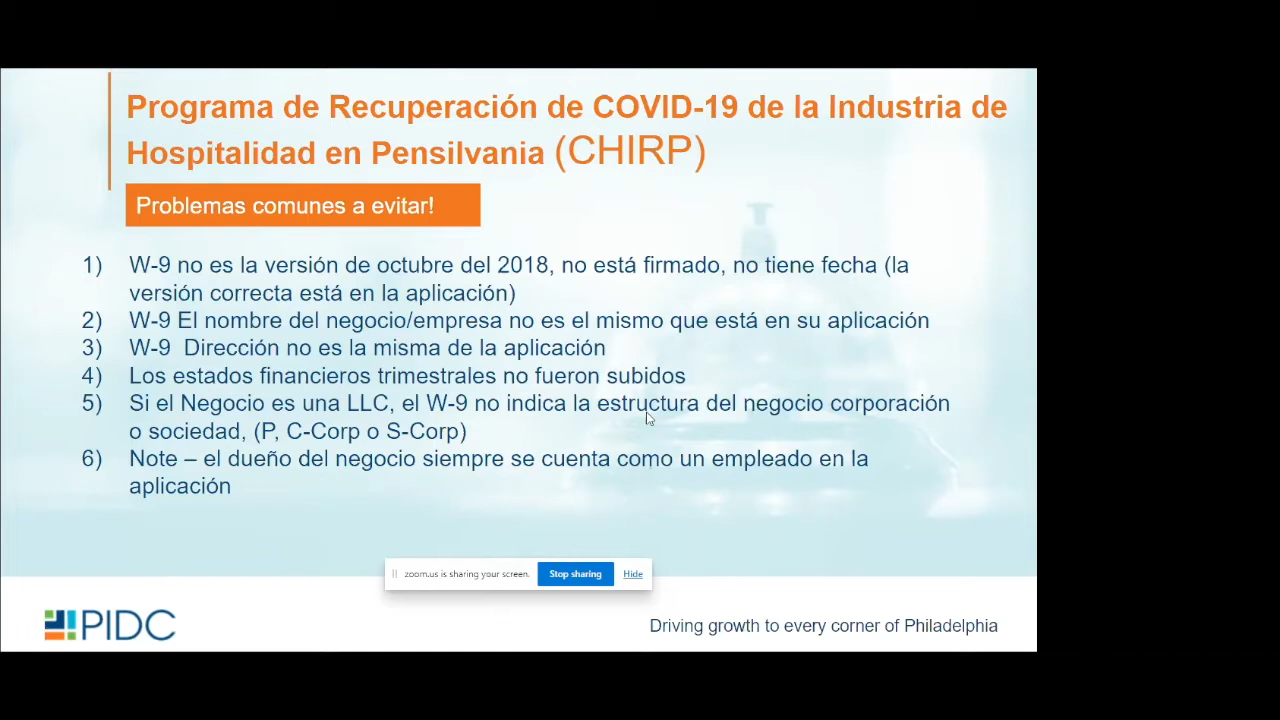 Programa de Recuperación de COVID-19 de la Industria de
Hospitalidad en Pensilvania (CHIRP)
Problemas comunes a evitar!
1) W-9 no es la versión de octubre del 2018, no está firmado, no tiene fecha (la
versión correcta está en la aplicación)
2) W-9 El nombre del negocio/empresa no es el mismo que está en su aplicación
3) W-9 Dirección no es la misma de la aplicación
4) Los estados financieros trimestrales no fueron subidos
5) Si el Negocio es una LLC, el W-9 no indica la estructura del negocio corporación
o sociedad, (P, C-Corp o S-Corp)
6) Note – el dueño del negocio siempre se cuenta como un empleado en la
aplicación
zoom.us is sharing your screen. Stop sharing Hide
PIDC
Driving growth to every corner of Philadelphia